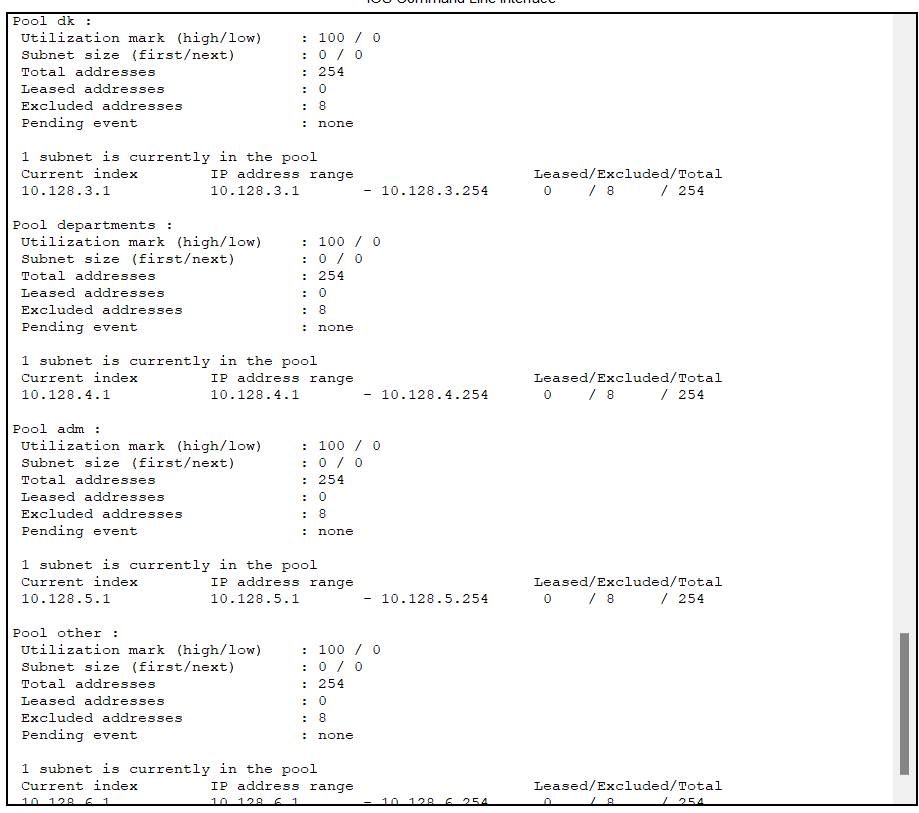 IOS Command Line Interface
Pool dk :
Utilization mark (high/low) : 100 / 0
Subnet size (first/next) : 0 / 0
Total addresses : 254
Leased addresses : 0
Excluded addresses : 8
Pending event : none
1 subnet is currently in the pool
Current index IP address range Leased/Excluded/Total
10.128.3.1 10.128.3.1 - 10.128.3.254 0 / 8 / 254
Pool departments :
Utilization mark (high/low) : 100 / 0
Subnet size (first/next) : 0 / 0
Total addresses : 254
Leased addresses : 0
Excluded addresses : 8
Pending event : none
1 subnet is currently in the pool
Current index IP address range Leased/Excluded/Total
10.128.4.1 10.128.4.1 - 10.128.4.254 0 / 8 / 254
Pool adm :
Utilization mark (high/low) : 100 / 0
Subnet size (first/next) : 0 / 0
Total addresses : 254
Leased addresses : 0
Excluded addresses : 8
Pending event : none
1 subnet is currently in the pool
Current index IP address range Leased/Excluded/Total
10.128.5.1 10.128.5.1 - 10.128.5.254 0 / 8 / 254
Pool other :
Utilization mark (high/low) : 100 / 0
Subnet size (first/next) : 0 / 0
Total addresses : 254
Leased addresses : 0
Excluded addresses : 8
Pending event : none
1 subnet is currently in the pool
Current index IP address range Leased/Excluded/Total
10.128.6.1 10.128.6.1 - 10.128.6.254 0 / 8 / 254